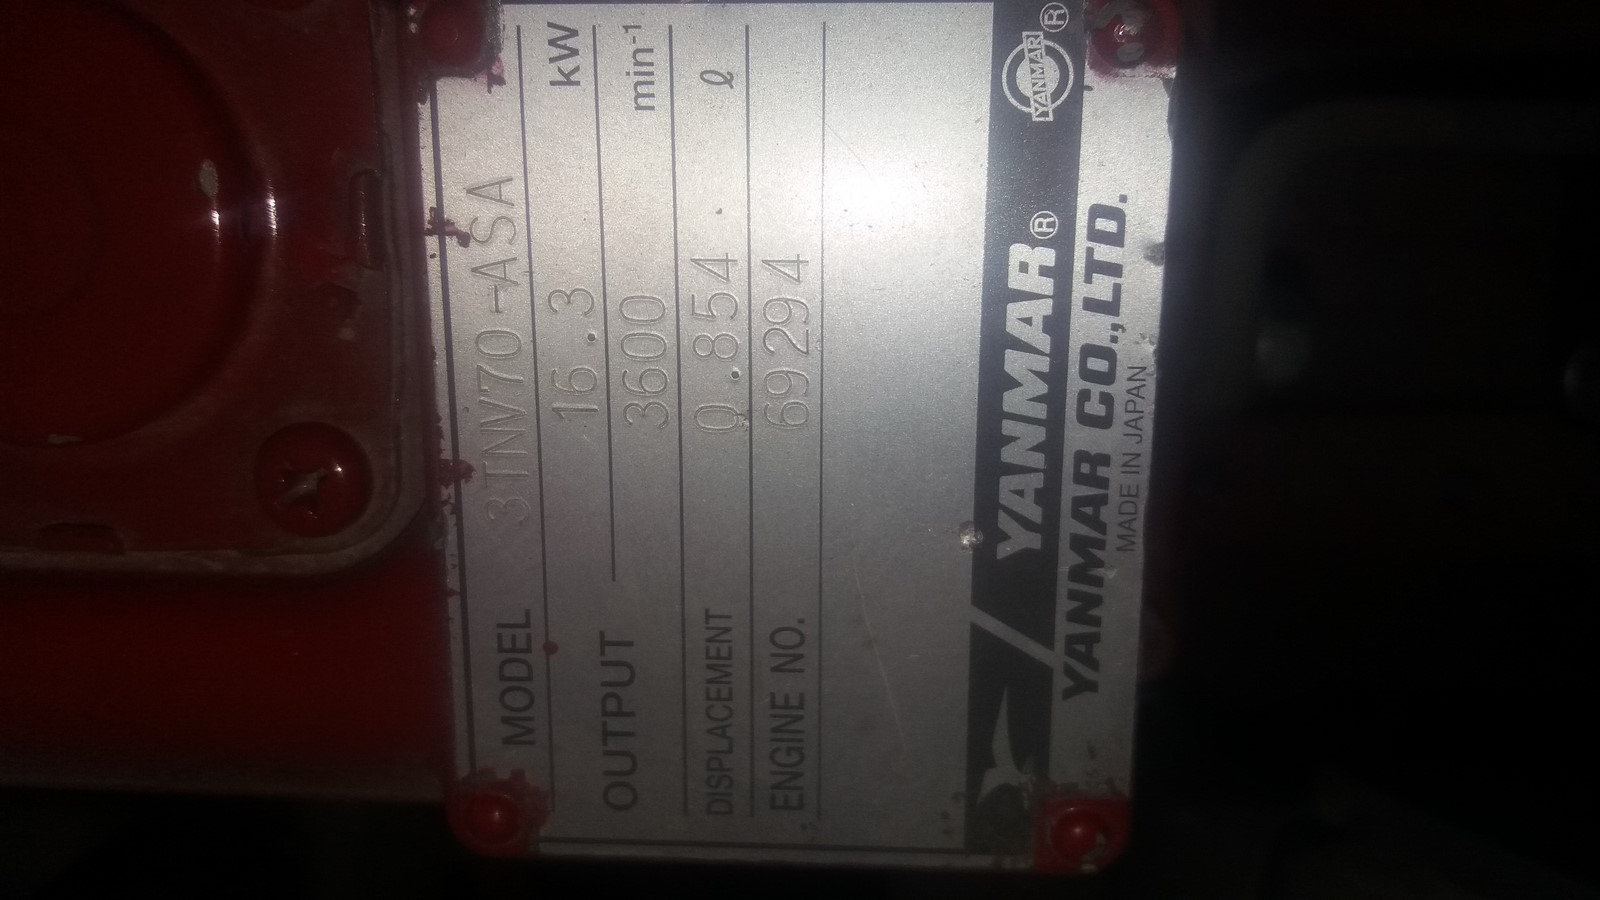 MODEL 3TNV70-ASA
OUTPUT 16.3 kW
3600 min⁻¹
DISPLACEMENT 0.854 ℓ
ENGINE NO. 69294
YANMAR® YANMAR®
YANMAR CO.,LTD.
MADE IN JAPAN